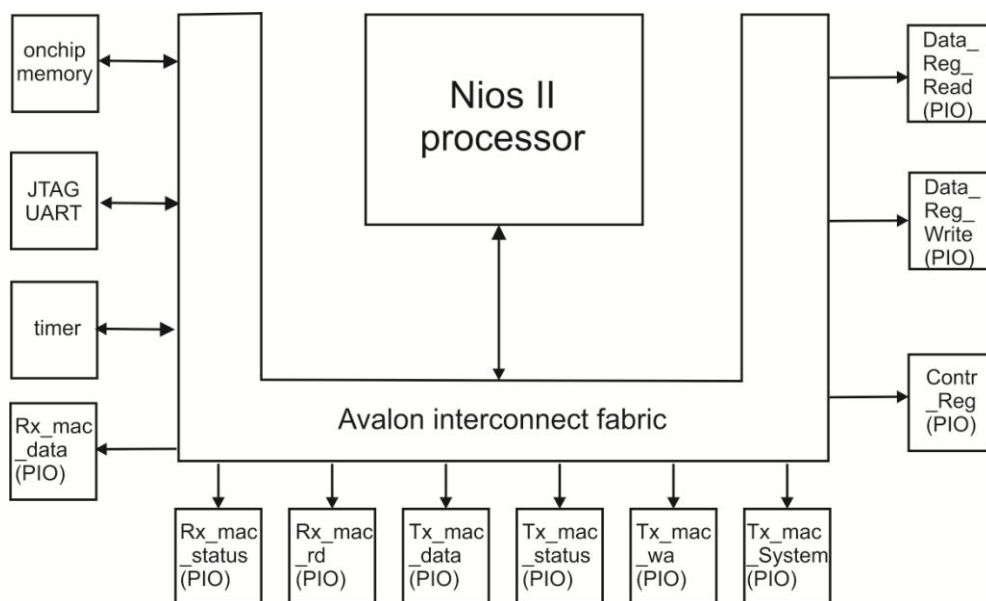 onchip
memory
JTAG
UART
timer
Rx_mac
_data
(PIO)
Nios II
processor
Avalon interconnect fabric
Data_
Reg_
Read
(PIO)
Data_
Reg_
Write
(PIO)
Contr
_Reg
(PIO)
Rx_mac
_status
(PIO)
Rx_mac
_rd
(PIO)
Tx_mac
_data
(PIO)
Tx_mac
_status
(PIO)
Tx_mac
_wa
(PIO)
Tx_mac
_System
(PIO)